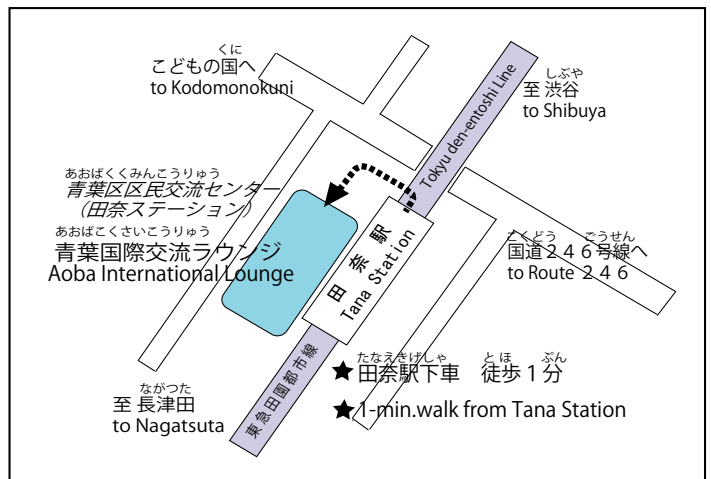 くに
こどもの国へ
to Kodomonokuni
しぶや
至 渋谷
to Shibuya
Tokyu den-entoshi Line
あおばくくみんこうりゅう
青葉区区民交流センター
（田奈ステーション）
あおばこくさいこうりゅう
青葉国際交流ラウンジ
Aoba International Lounge
田奈駅
Tana Station
こくどう ごうせん
国道２４６号線へ
to Route ２４６
東急田園都市線
ながつた
至 長津田
to Nagatsuta
たなえきげしゃ とほ ぷん
★田奈駅下車 徒歩１分
★1-min.walk from Tana Station